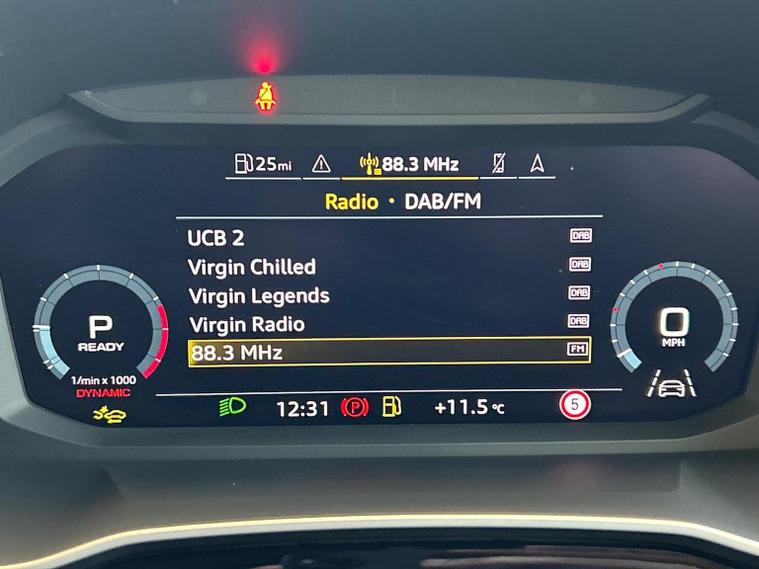 25mi 88.3 MHz
Radio • DAB/FM
UCB 2 DAB
Virgin Chilled DAB
Virgin Legends DAB
Virgin Radio DAB
88.3 MHz FM
P
READY
1/min x 1000
DYNAMIC
0
MPH
12:31 (P) +11.5 °C 5